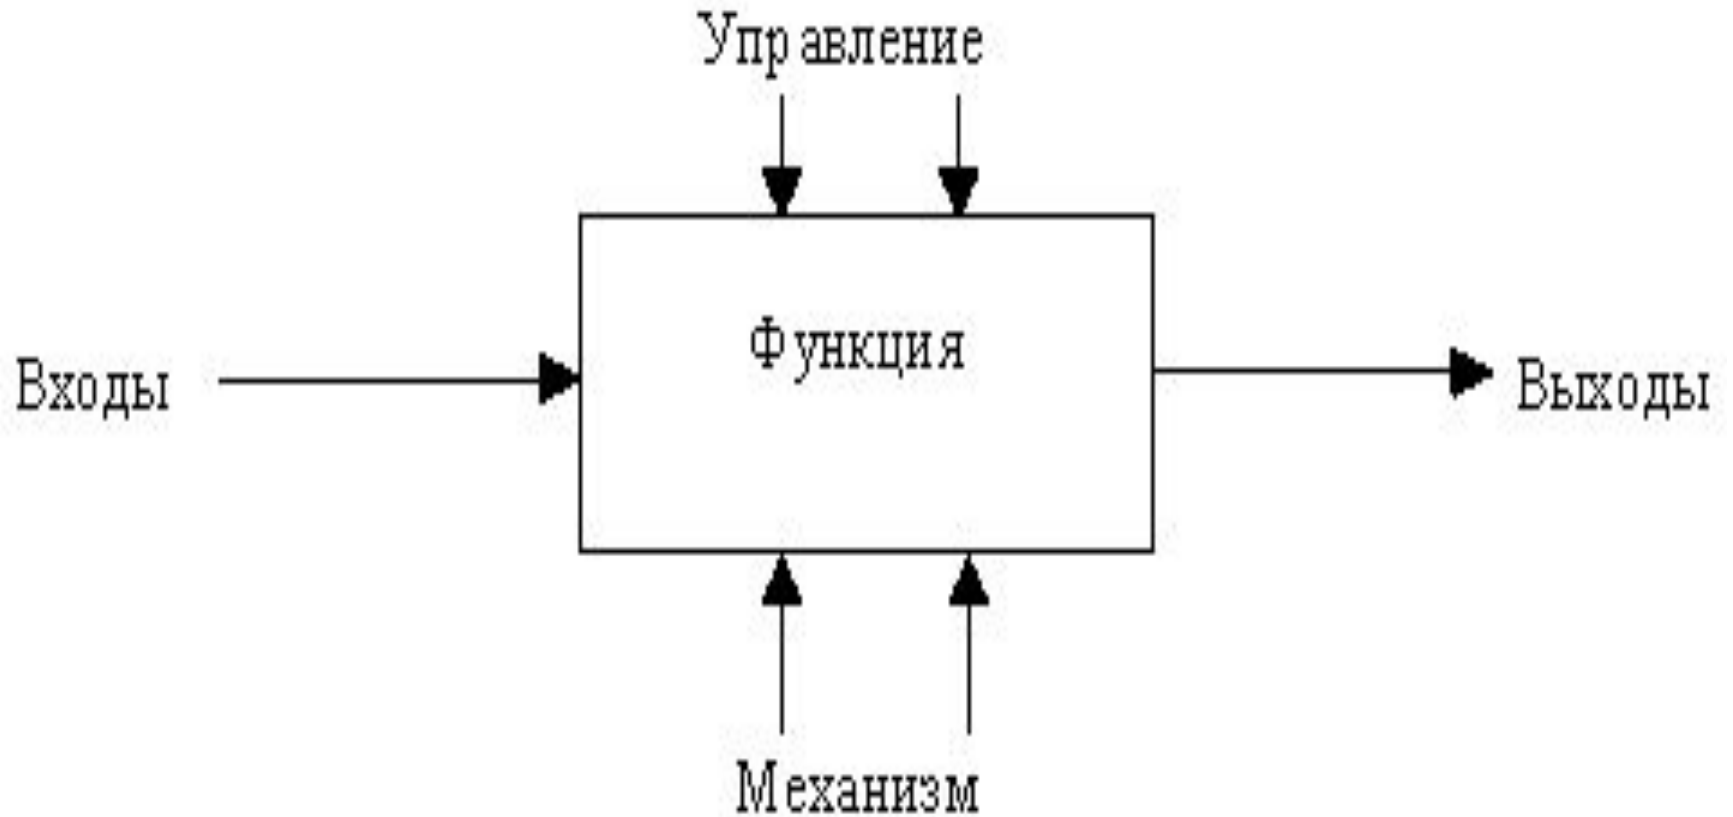 Управление
Функция
Входы
Выходы
Механизм